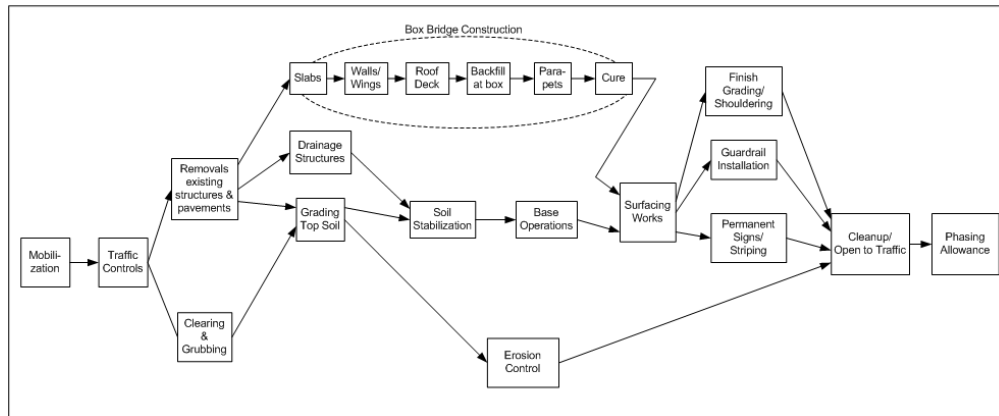 Box Bridge Construction
Slabs
Walls/
Wings
Roof
Deck
Backfill
at box
Para-
pets
Cure
Finish
Grading/
Shouldering
Drainage
Structures
Guardrail
Installation
Removals
existing
structures &
pavements
Grading
Top Soil
Soil
Stabilization
Base
Operations
Surfacing
Works
Permanent
Signs/
Striping
Mobili-
zation
Traffic
Controls
Cleanup/
Open to Traffic
Phasing
Allowance
Clearing
&
Grubbing
Erosion
Control